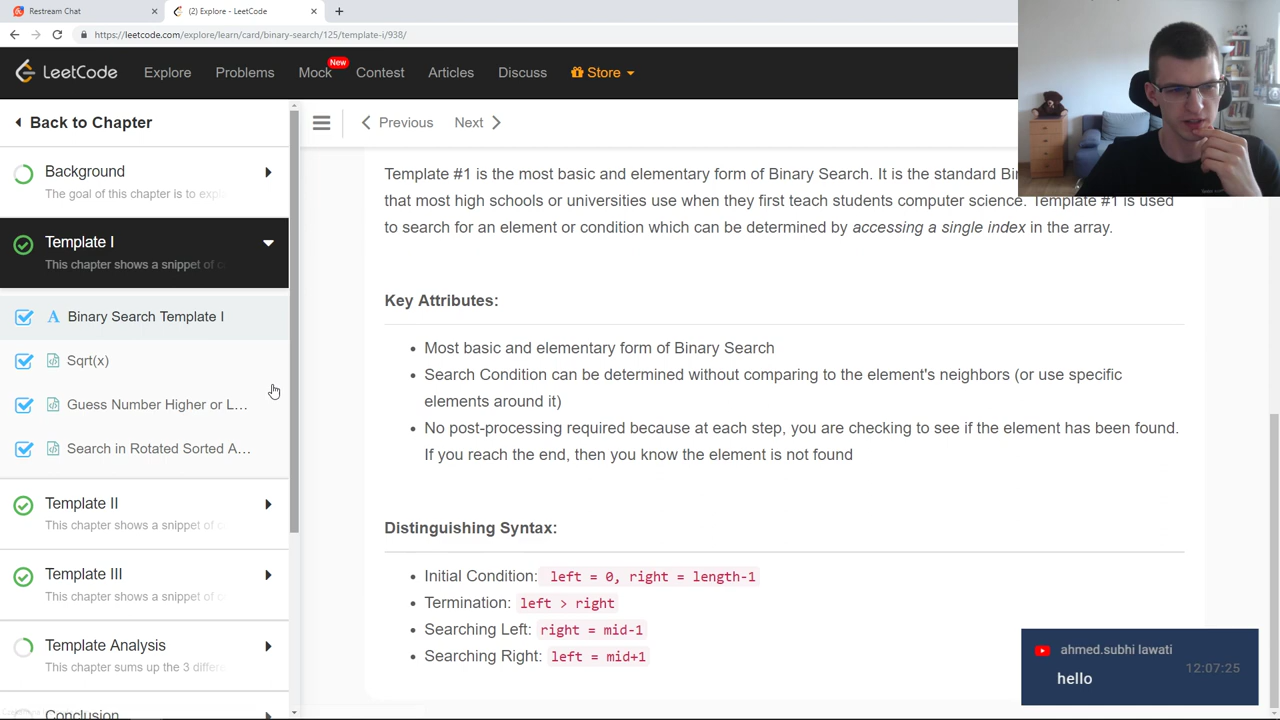 Restream Chat
(2) Explore - LeetCode
https://leetcode.com/explore/learn/card/binary-search/125/template-i/938/
LeetCode
Explore
Problems
Mock
New
Contest
Articles
Discuss
Store
Back to Chapter
Previous
Next
Background
The goal of this chapter is to expl
Template I
This chapter shows a snippet of c
Binary Search Template I
Sqrt(x)
Guess Number Higher or L...
Search in Rotated Sorted A...
Template II
This chapter shows a snippet of c
Template III
This chapter shows a snippet of c
Template Analysis
This chapter sums up the 3 differe
Conclusion
Template #1 is the most basic and elementary form of Binary Search. It is the standard Bi
that most high schools or universities use when they first teach students computer science. Template #1 is used
to search for an element or condition which can be determined by accessing a single index in the array.
Key Attributes:
• Most basic and elementary form of Binary Search
• Search Condition can be determined without comparing to the element's neighbors (or use specific
elements around it)
• No post-processing required because at each step, you are checking to see if the element has been found.
If you reach the end, then you know the element is not found
Distinguishing Syntax:
• Initial Condition: left = 0, right = length-1
• Termination: left > right
• Searching Left: right = mid-1
• Searching Right: left = mid+1
ahmed.subhi lawati
12:07:25
hello